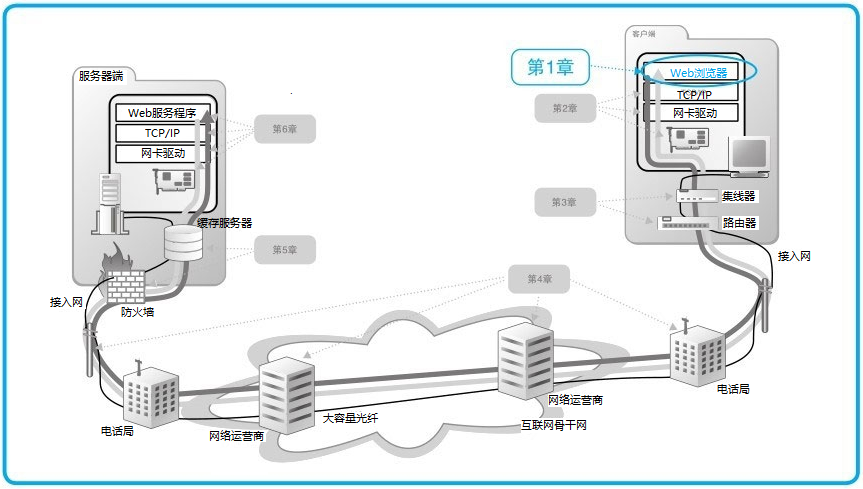 客户端
第1章
Web浏览器
TCP/IP
网卡驱动
第2章
第3章
集线器
路由器
接入网
服务器端
Web服务程序
TCP/IP
网卡驱动
第6章
缓存服务器
第5章
防火墙
接入网
第4章
电话局
网络运营商
大容星光纤
网络运营商
互联网骨干网
电话局